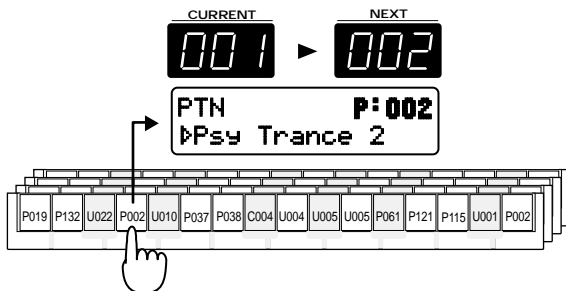 CURRENT NEXT
001 002
PTN P:002
Psy Trance 2
P019 P132 U022 P002 U010 P037 P038 C004 U004 U005 U005 P061 P121 P115 U001 P002